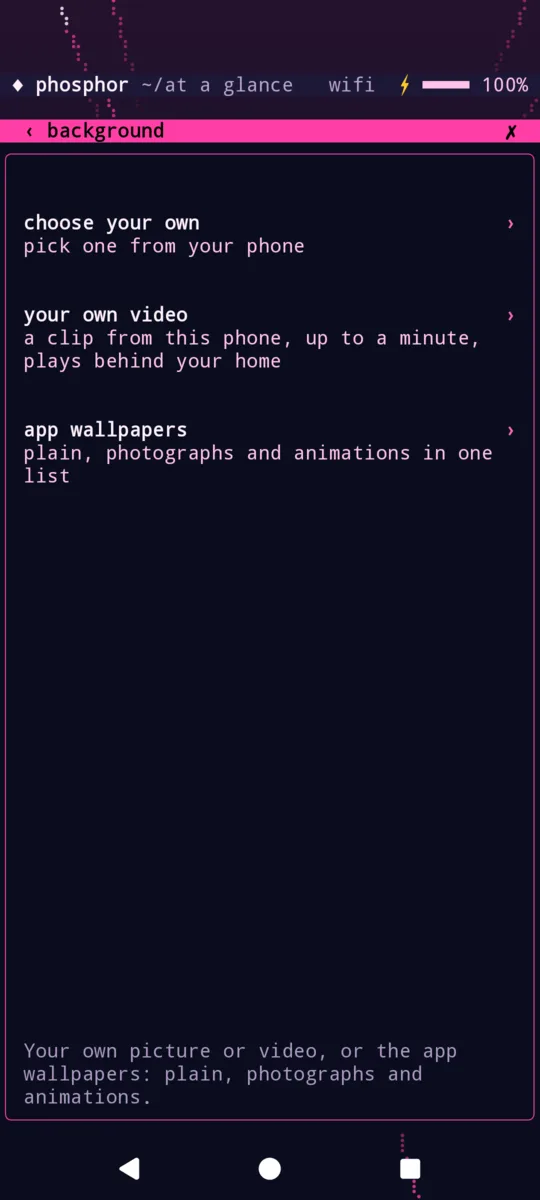 ♦ phosphor ~/at a glance wifi ⚡ 100%
‹ background ✗
choose your own ›
pick one from your phone
your own video ›
a clip from this phone, up to a minute,
plays behind your home
app wallpapers ›
plain, photographs and animations in one
list
Your own picture or video, or the app
wallpapers: plain, photographs and
animations.